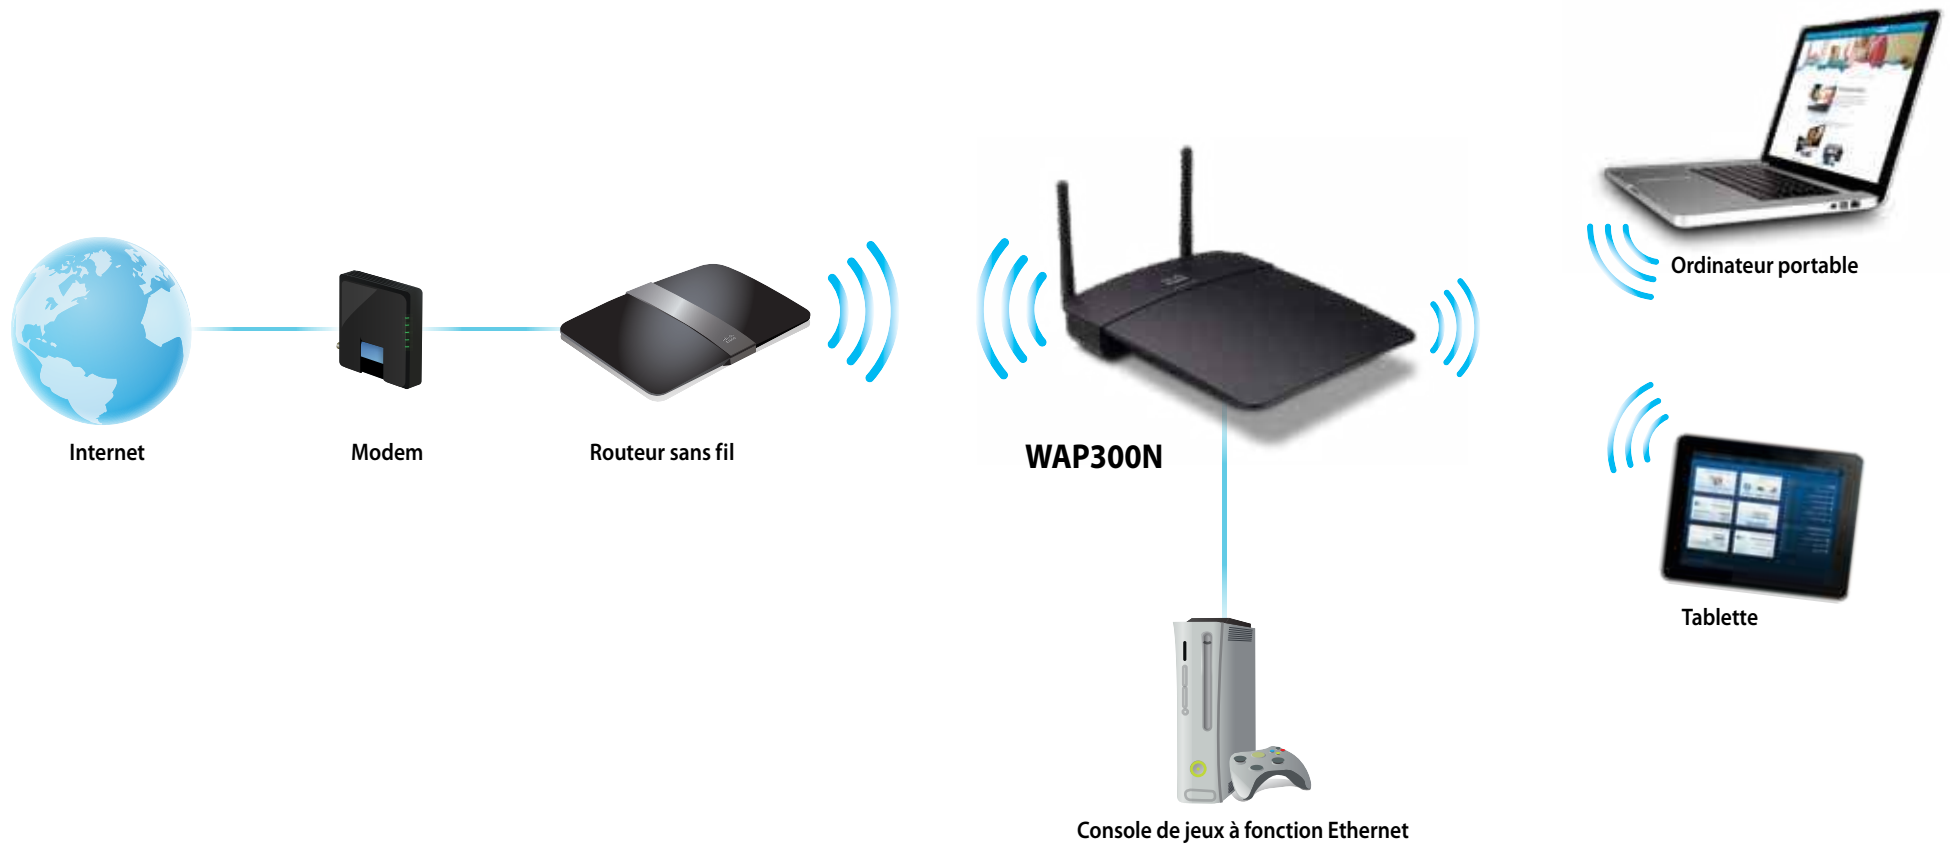 Internet
Modem
Routeur sans fil
WAP300N
Ordinateur portable
Tablette
Console de jeux à fonction Ethernet